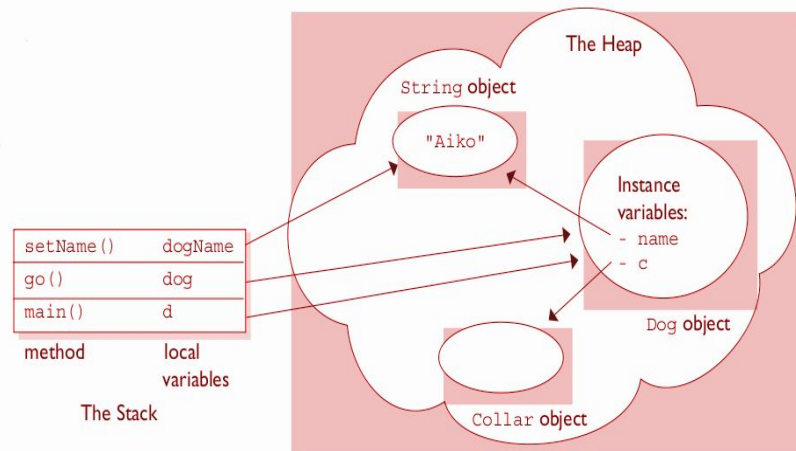 The Heap
String object
"Aiko"
Instance
variables:
- name
- c
Dog object
Collar object
setName() dogName
go() dog
main() d
method local
variables
The Stack